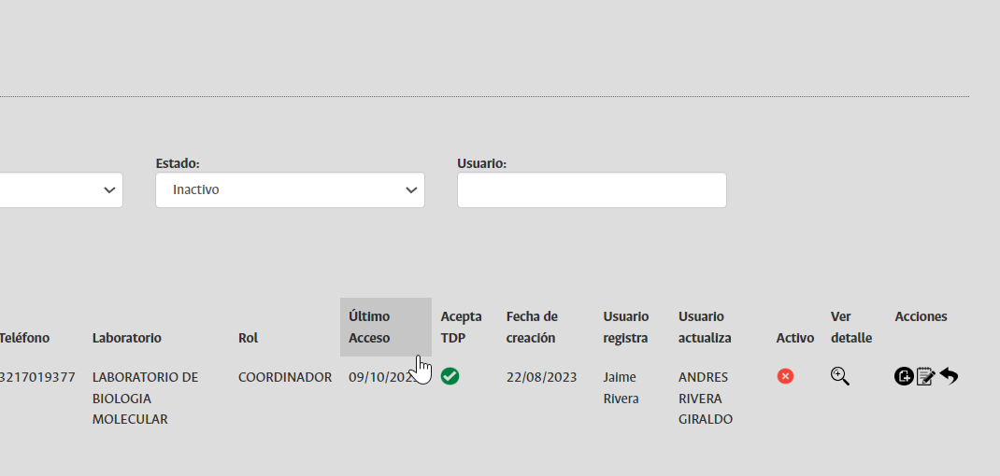 Estado:
Usuario:
Inactivo
Teléfono
Laboratorio
Rol
Último
Acceso
Acepta
TDP
Fecha de
creación
Usuario
registra
Usuario
actualiza
Activo
Ver
detalle
Acciones
3217019377
LABORATORIO DE
BIOLOGIA
MOLECULAR
COORDINADOR
09/10/202
22/08/2023
Jaime
Rivera
ANDRES
RIVERA
GIRALDO